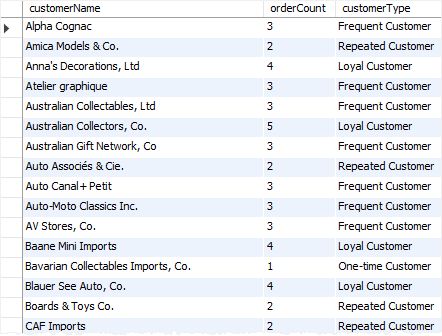 customerName orderCount customerType
Alpha Cognac 3 Frequent Customer
Amica Models & Co. 2 Repeated Customer
Anna's Decorations, Ltd 4 Loyal Customer
Atelier graphique 3 Frequent Customer
Australian Collectables, Ltd 3 Frequent Customer
Australian Collectors, Co. 5 Loyal Customer
Australian Gift Network, Co 3 Frequent Customer
Auto Associés & Cie. 2 Repeated Customer
Auto Canal+ Petit 3 Frequent Customer
Auto-Moto Classics Inc. 3 Frequent Customer
AV Stores, Co. 3 Frequent Customer
Baane Mini Imports 4 Loyal Customer
Bavarian Collectables Imports, Co. 1 One-time Customer
Blauer See Auto, Co. 4 Loyal Customer
Boards & Toys Co. 2 Repeated Customer
CAF Imports 2 Repeated Customer